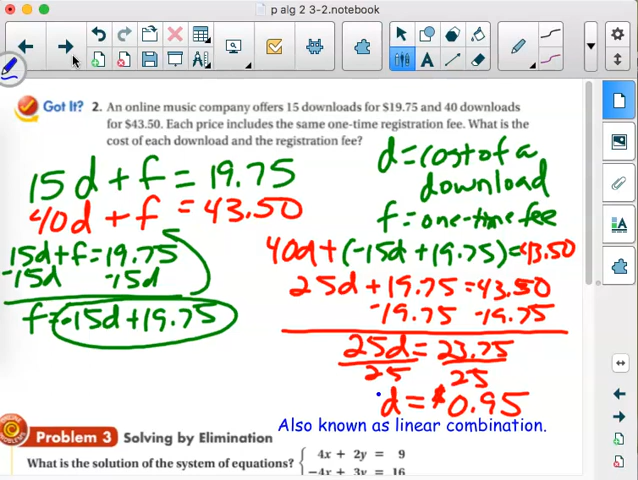 p alg 2 3-2.notebook
Got It? 2. An online music company offers 15 downloads for $19.75 and 40 downloads
for $43.50. Each price includes the same one-time registration fee. What is the
cost of each download and the registration fee?
15d + f = 19.75
40d + f = 43.50
15d+f=19.75
-15d -15d
f=-15d+19.75
d=cost of a
download
f=one-time fee
40d+(-15d+19.75)=43.50
25d+19.75=43.50
-19.75 -19.75
25d = 23.75
25 25
d = $0.95
Also known as linear combination.
Problem 3 Solving by Elimination
What is the solution of the system of equations? { 4x + 2y = 9
-4x + 3y = 16